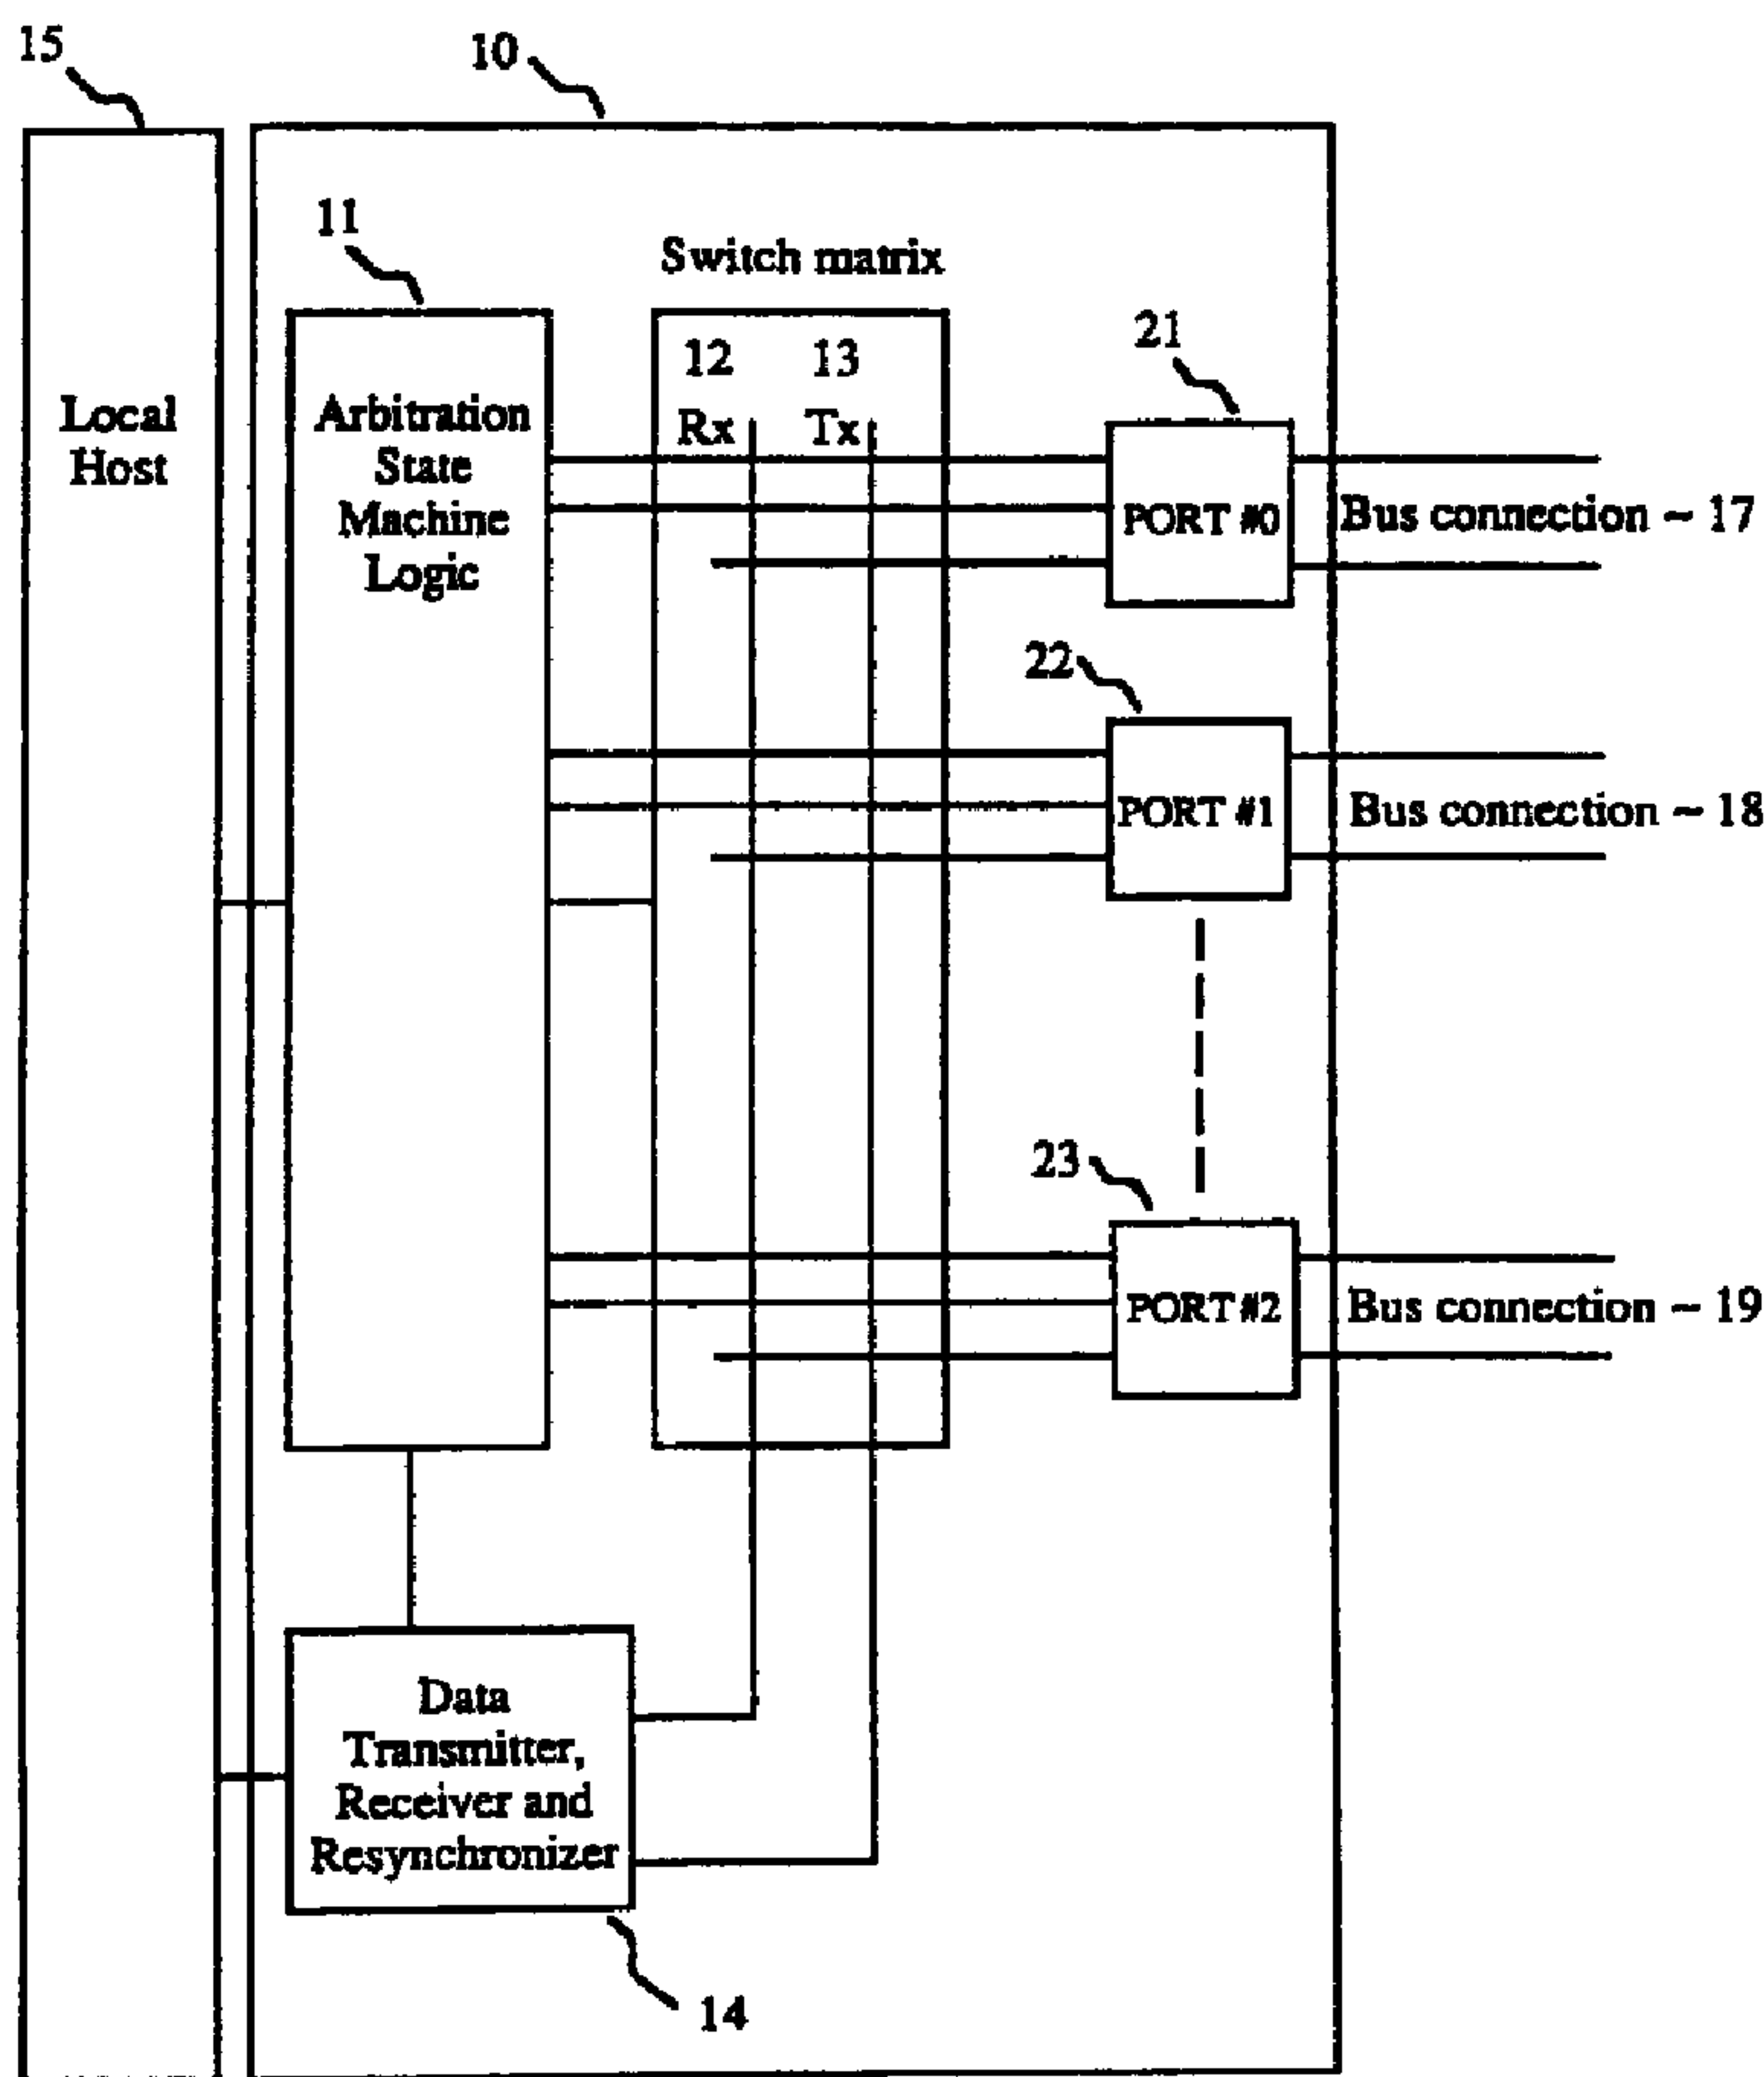 15
10
11
Switch matrix
21
12 13
Rx Tx
Local
Host
Arbitration
State
Machine
Logic
PORT #0
Bus connection ~ 17
22
PORT #1
Bus connection ~ 18
23
PORT #2
Bus connection ~ 19
Data
Transmitter,
Receiver and
Resynchronizer
14